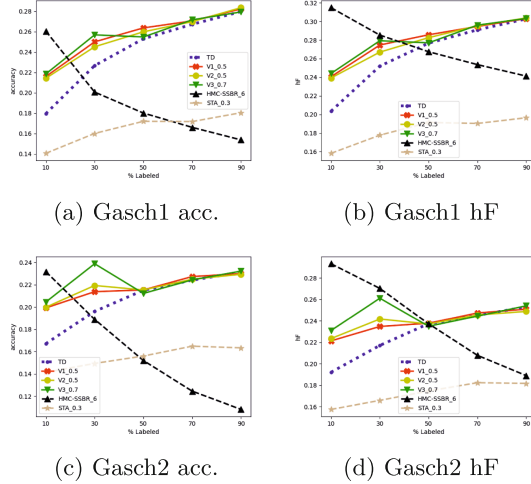 0.26
0.24
0.22
0.20
0.18
0.16
0.14
accuracy
TD
V1_0.5
V2_0.5
V3_0.7
HMC-SSBR_6
STA_0.3
10 30 50 70 90
% Labeled
(a) Gasch1 acc.
0.32
0.30
0.28
0.26
0.24
0.22
0.20
0.18
0.16
hF
TD
V1_0.5
V2_0.5
V3_0.7
HMC-SSBR_6
STA_0.3
10 30 50 70 90
% Labeled
(b) Gasch1 hF
0.24
0.22
0.20
0.18
0.16
0.14
0.12
accuracy
TD
V1_0.5
V2_0.5
V3_0.7
HMC-SSBR_6
STA_0.3
10 30 50 70 90
% Labeled
(c) Gasch2 acc.
0.28
0.26
0.24
0.22
0.20
0.18
0.16
hF
TD
V1_0.5
V2_0.5
V3_0.7
HMC-SSBR_6
STA_0.3
10 30 50 70 90
% Labeled
(d) Gasch2 hF